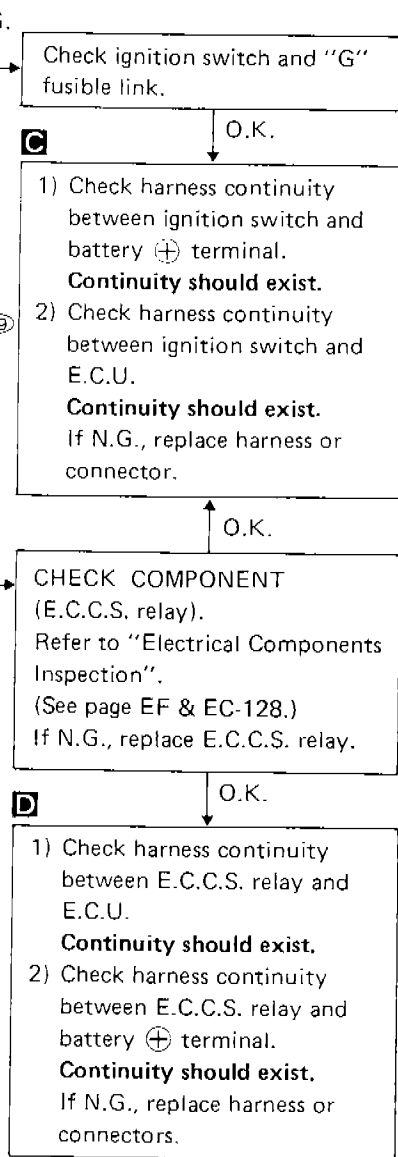 Check ignition switch and "G"
fusible link.
O.K.
C
1) Check harness continuity
between ignition switch and
battery ⊕ terminal.
Continuity should exist.
2) Check harness continuity
between ignition switch and
E.C.U.
Continuity should exist.
If N.G., replace harness or
connector.
O.K.
CHECK COMPONENT
(E.C.C.S. relay).
Refer to "Electrical Components
Inspection".
(See page EF & EC-128.)
If N.G., replace E.C.C.S. relay.
O.K.
D
1) Check harness continuity
between E.C.C.S. relay and
E.C.U.
Continuity should exist.
2) Check harness continuity
between E.C.C.S. relay and
battery ⊕ terminal.
Continuity should exist.
If N.G., replace harness or
connectors.